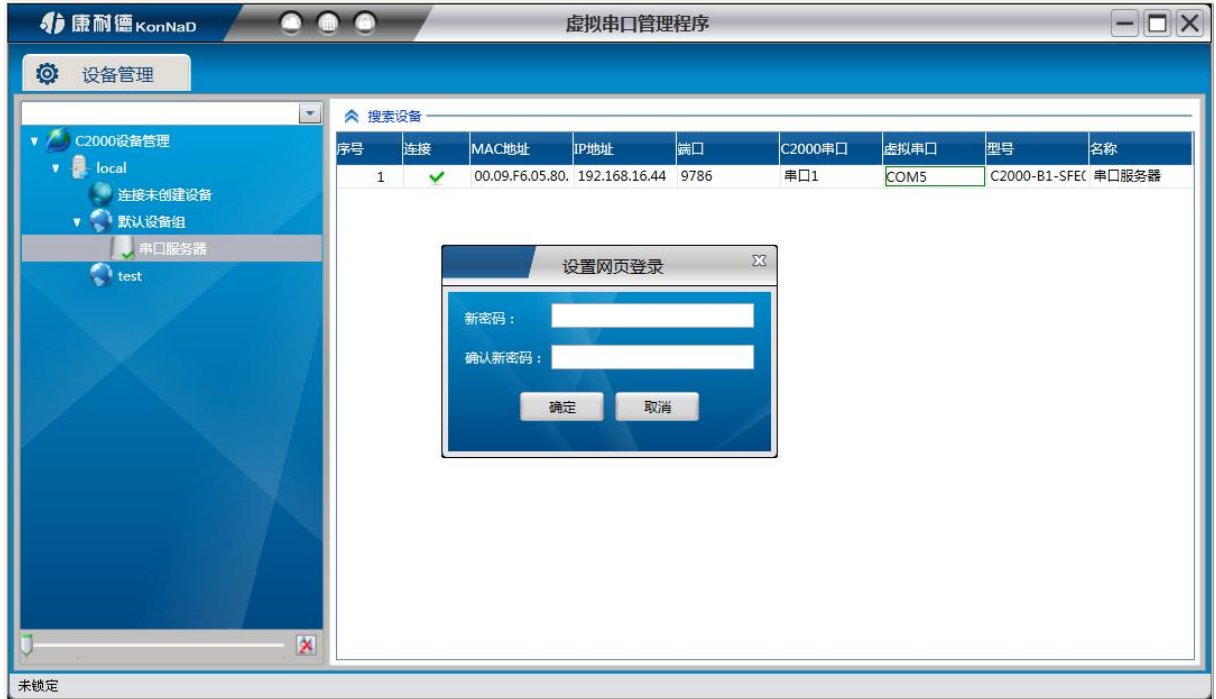 康耐德 KonNaD
虚拟串口管理程序
设备管理
搜索设备
C2000设备管理
local
连接未创建设备
默认设备组
串口服务器
test
序号 连接 MAC地址 IP地址 端口 C2000串口 虚拟串口 型号 名称
1 00.09.F6.05.80. 192.168.16.44 9786 串口1 COM5 C2000-B1-SFE 串口服务器
设置网页登录
新密码：
确认新密码：
确定 取消
未锁定